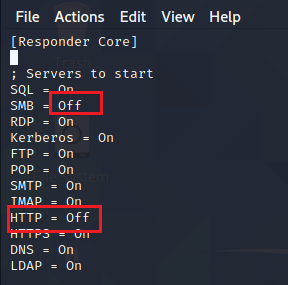 File Actions Edit View Help
[Responder Core]
; Servers to start
SQL = On
SMB = Off
RDP = On
Kerberos = On
FTP = On
POP = On
SMTP = On
IMAP = On
HTTP = Off
HTTPS = On
DNS = On
LDAP = On